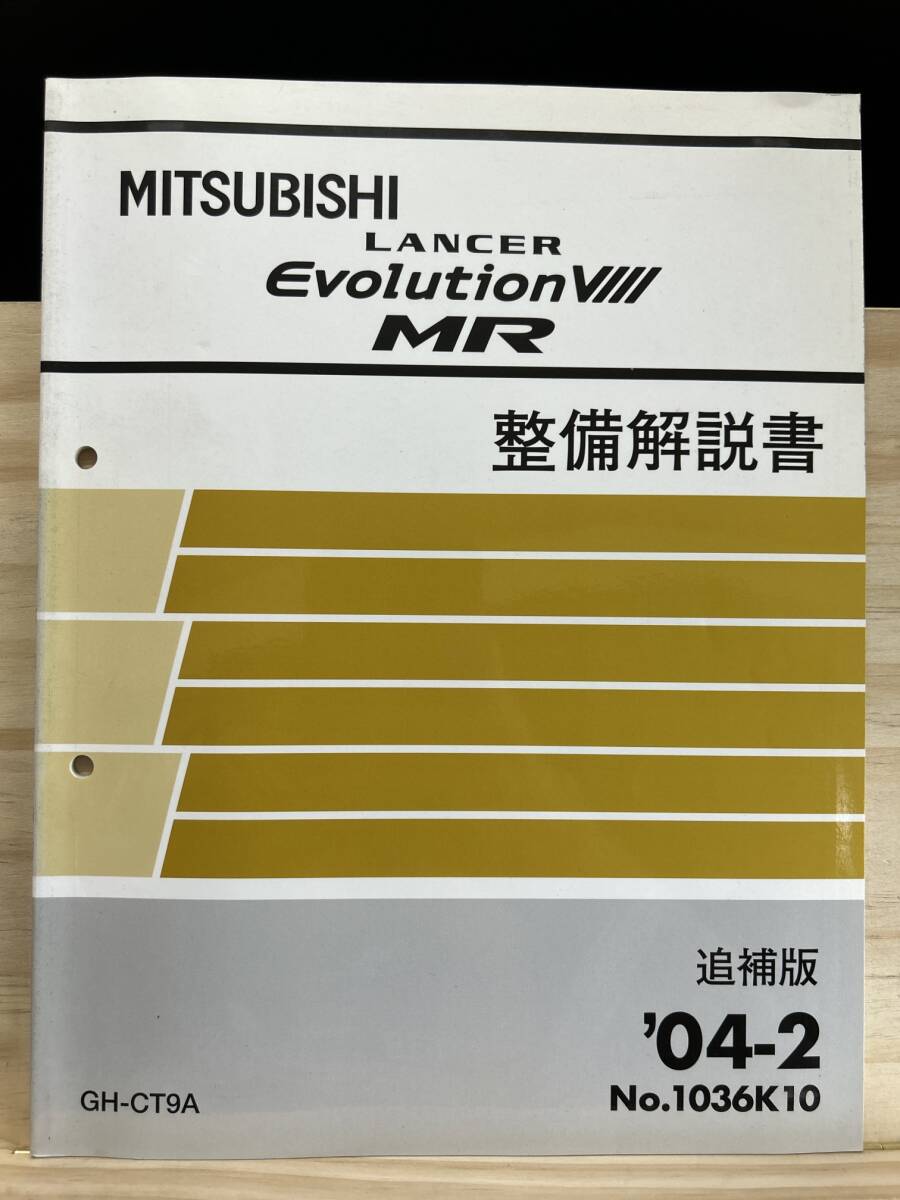 MITSUBISHI
LANCER
Evolution VIII
MR
整備解説書
追補版
'04-2
No.1036K10
GH-CT9A